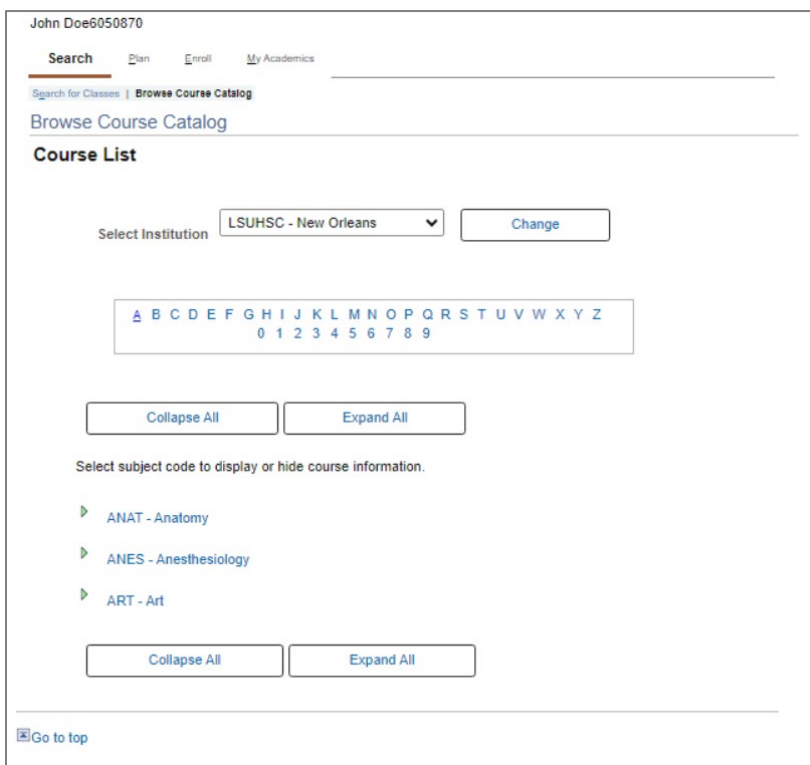 John Doe6050870
Search Plan Enroll My Academics
Search for Classes | Browse Course Catalog
Browse Course Catalog
Course List
Select Institution LSUHSC - New Orleans Change
A B C D E F G H I J K L M N O P Q R S T U V W X Y Z
0 1 2 3 4 5 6 7 8 9
Collapse All Expand All
Select subject code to display or hide course information.
ANAT - Anatomy
ANES - Anesthesiology
ART - Art
Collapse All Expand All
Go to top